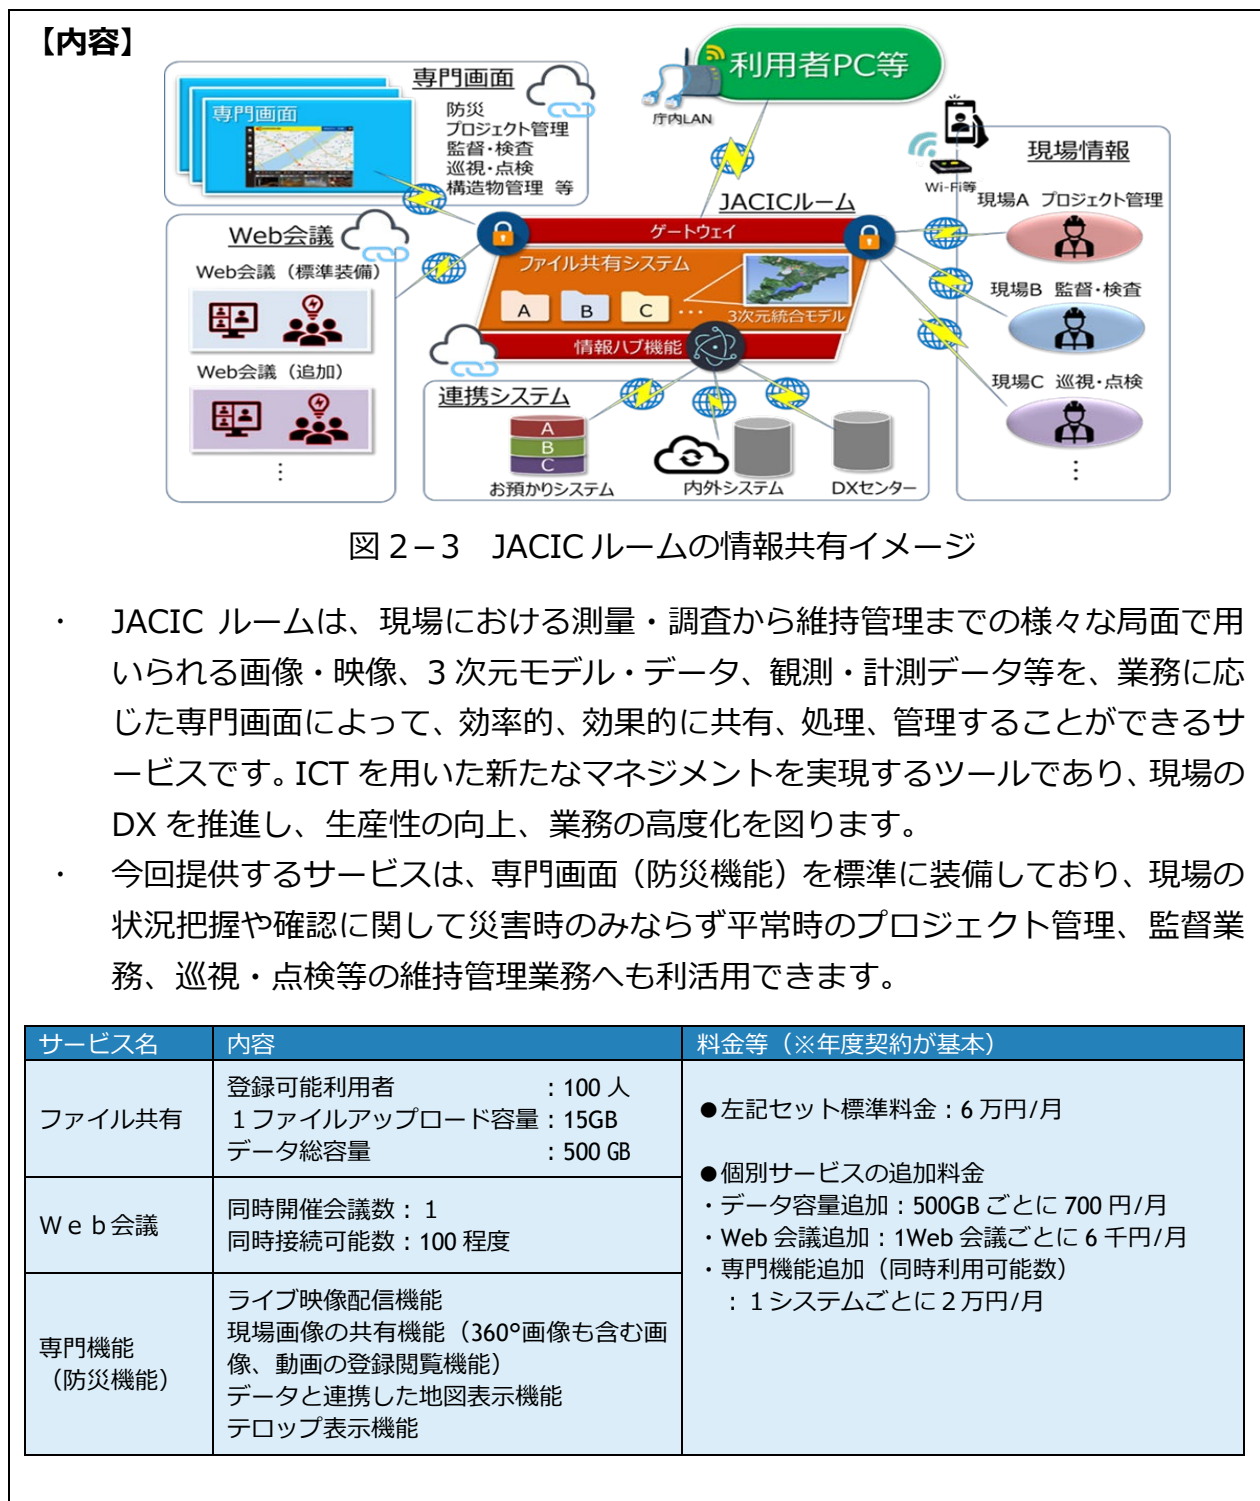 【内容】
専門画面
専門画面
防災
プロジェクト管理
監督・検査
巡視・点検
構造物管理 等
利用者PC等
庁内LAN
Wi-Fi等
現場情報
現場A プロジェクト管理
現場B 監督・検査
現場C 巡視・点検
⋮
Web会議
Web会議（標準装備）
Web会議（追加）
⋮
JACICルーム
ゲートウェイ
ファイル共有システム
A B C …
3次元統合モデル
情報ハブ機能
連携システム
A
B
C
お預かりシステム
内外システム
DXセンター
図２−３ JACIC ルームの情報共有イメージ
・ JACIC ルームは、現場における測量・調査から維持管理までの様々な局面で用
いられる画像・映像、3 次元モデル・データ、観測・計測データ等を、業務に応
じた専門画面によって、効率的、効果的に共有、処理、管理することができるサ
ービスです。ICT を用いた新たなマネジメントを実現するツールであり、現場の
DX を推進し、生産性の向上、業務の高度化を図ります。
・ 今回提供するサービスは、専門画面（防災機能）を標準に装備しており、現場の
状況把握や確認に関して災害時のみならず平常時のプロジェクト管理、監督業
務、巡視・点検等の維持管理業務へも利活用できます。
サービス名 内容 料金等（※年度契約が基本）
ファイル共有
登録可能利用者 ：100 人
１ファイルアップロード容量：15GB
データ総容量 ：500 GB
Ｗｅｂ会議
同時開催会議数：１
同時接続可能数：100 程度
専門機能
（防災機能）
ライブ映像配信機能
現場画像の共有機能（360°画像も含む画
像、動画の登録閲覧機能）
データと連携した地図表示機能
テロップ表示機能
●左記セット標準料金：6 万円/月
●個別サービスの追加料金
・データ容量追加：500GB ごとに 700 円/月
・Web 会議追加：1Web 会議ごとに 6 千円/月
・専門機能追加（同時利用可能数）
：１システムごとに２万円/月